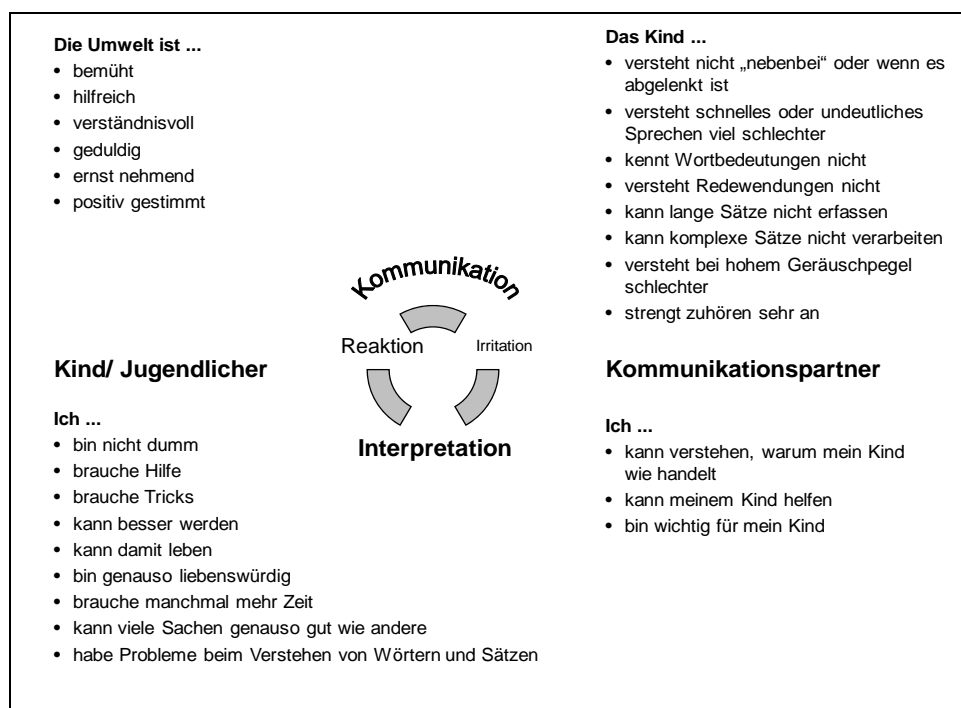 Die Umwelt ist ...
• bemüht
• hilfreich
• verständnisvoll
• geduldig
• ernst nehmend
• positiv gestimmt
Das Kind ...
• versteht nicht „nebenbei“ oder wenn es
abgelenkt ist
• versteht schnelles oder undeutliches
Sprechen viel schlechter
• kennt Wortbedeutungen nicht
• versteht Redewendungen nicht
• kann lange Sätze nicht erfassen
• kann komplexe Sätze nicht verarbeiten
• versteht bei hohem Geräuschpegel
schlechter
• strengt zuhören sehr an
Kommunikation
Reaktion
Irritation
Interpretation
Kind/ Jugendlicher
Ich ...
• bin nicht dumm
• brauche Hilfe
• brauche Tricks
• kann besser werden
• kann damit leben
• bin genauso liebenswürdig
• brauche manchmal mehr Zeit
• kann viele Sachen genauso gut wie andere
• habe Probleme beim Verstehen von Wörtern und Sätzen
Kommunikationspartner
Ich ...
• kann verstehen, warum mein Kind
wie handelt
• kann meinem Kind helfen
• bin wichtig für mein Kind